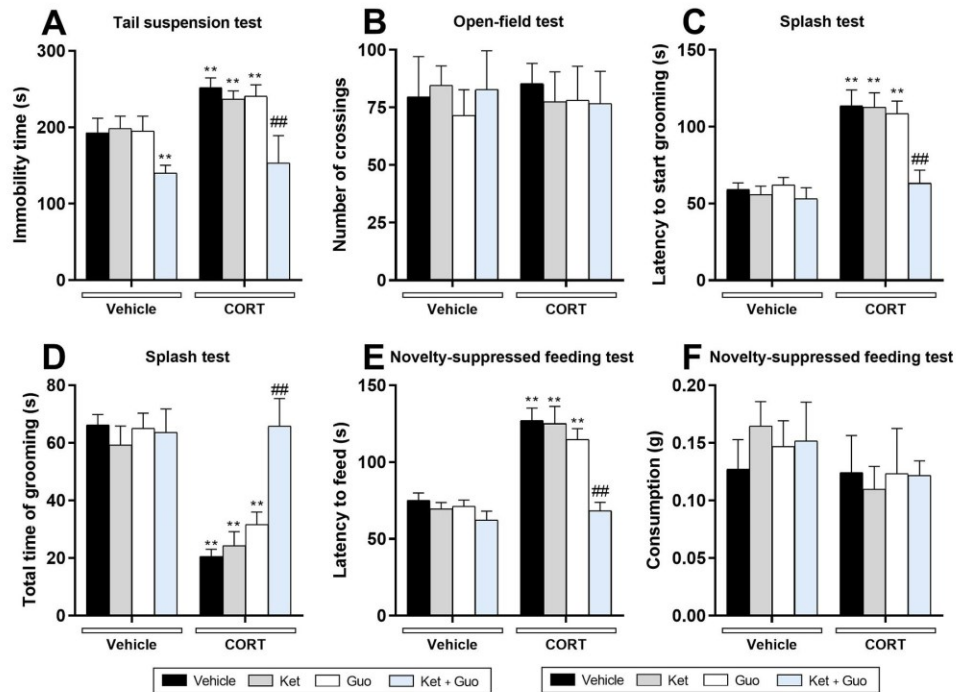 A Tail suspension test
Immobility time (s)
300
200
100
0
**
**
**
**
##
Vehicle CORT
B Open-field test
Number of crossings
100
75
50
25
0
Vehicle CORT
C Splash test
Latency to start grooming (s)
150
100
50
0
**
**
**
##
Vehicle CORT
D Splash test
Total time of grooming (s)
80
60
40
20
0
**
**
**
##
Vehicle CORT
E Novelty-suppressed feeding test
Latency to feed (s)
150
100
50
0
**
**
**
##
Vehicle CORT
F Novelty-suppressed feeding test
Consumption (g)
0.20
0.15
0.10
0.05
0.00
Vehicle CORT
Vehicle Ket Guo Ket + Guo
Vehicle Ket Guo Ket + Guo